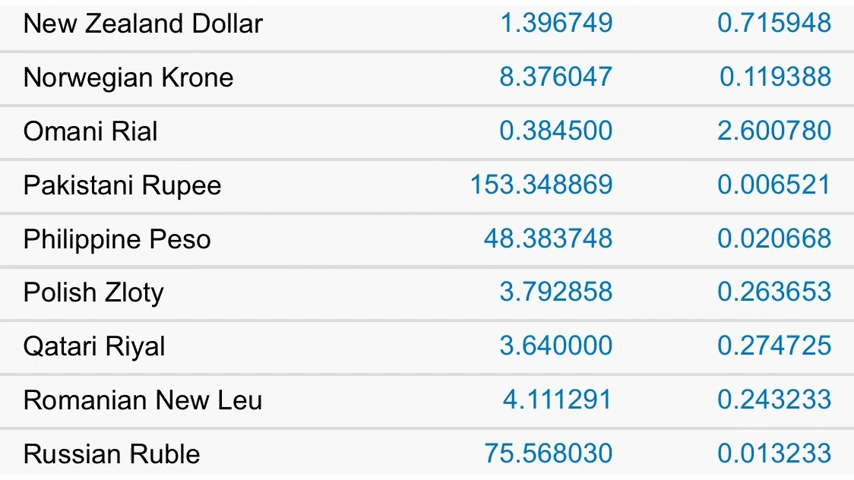 New Zealand Dollar 1.396749 0.715948
Norwegian Krone 8.376047 0.119388
Omani Rial 0.384500 2.600780
Pakistani Rupee 153.348869 0.006521
Philippine Peso 48.383748 0.020668
Polish Zloty 3.792858 0.263653
Qatari Riyal 3.640000 0.274725
Romanian New Leu 4.111291 0.243233
Russian Ruble 75.568030 0.013233